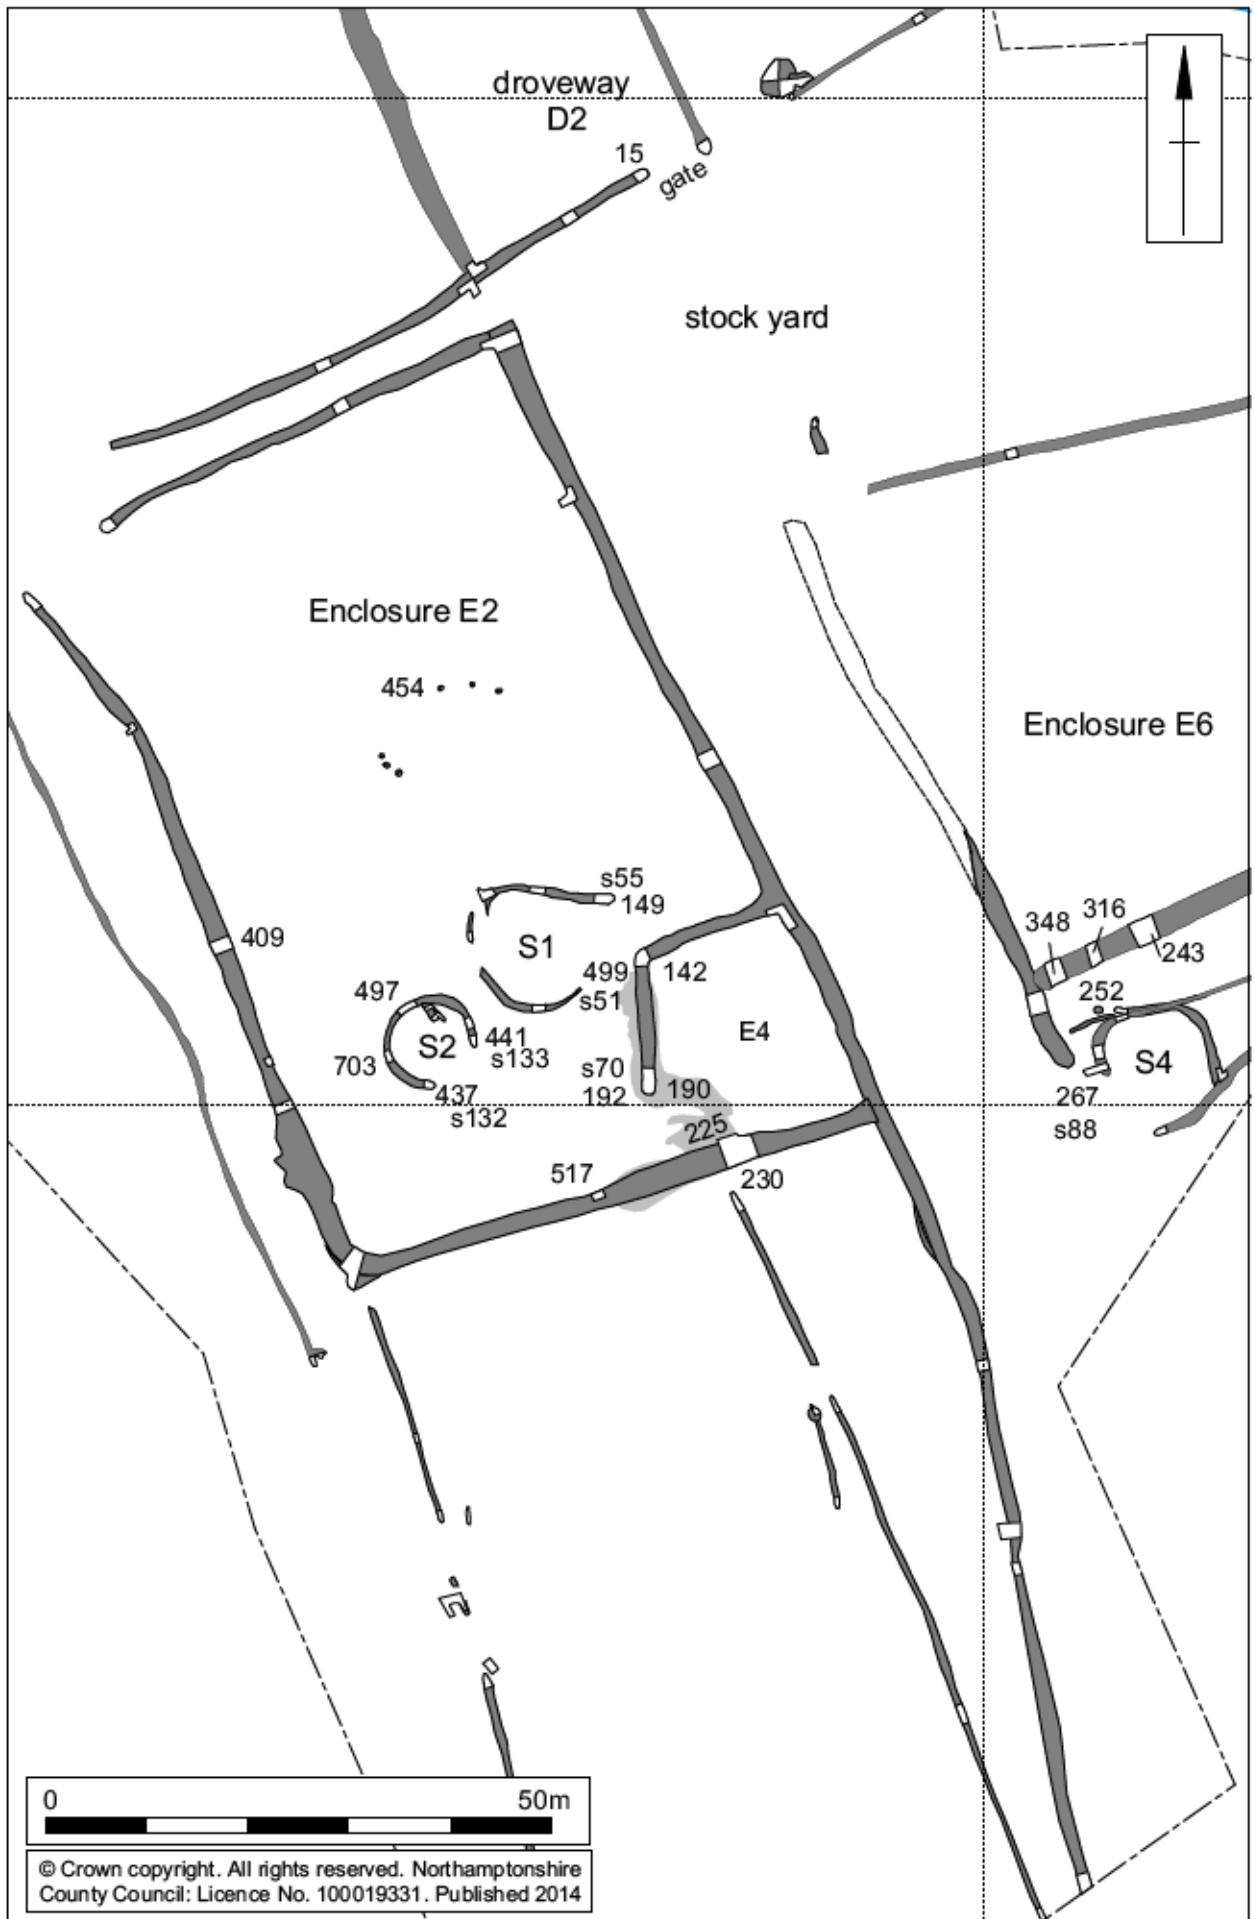 droveway
D2
15
gate
stock yard
Enclosure E2
454
Enclosure E6
s55
149
348
316
243
409
S1
499
142
s51
252
497
441
s133
S2
E4
S4
703
s70
437
192
190
267
s132
s88
225
517
230
0
50m
© Crown copyright. All rights reserved. Northamptonshire
County Council: Licence No. 100019331. Published 2014